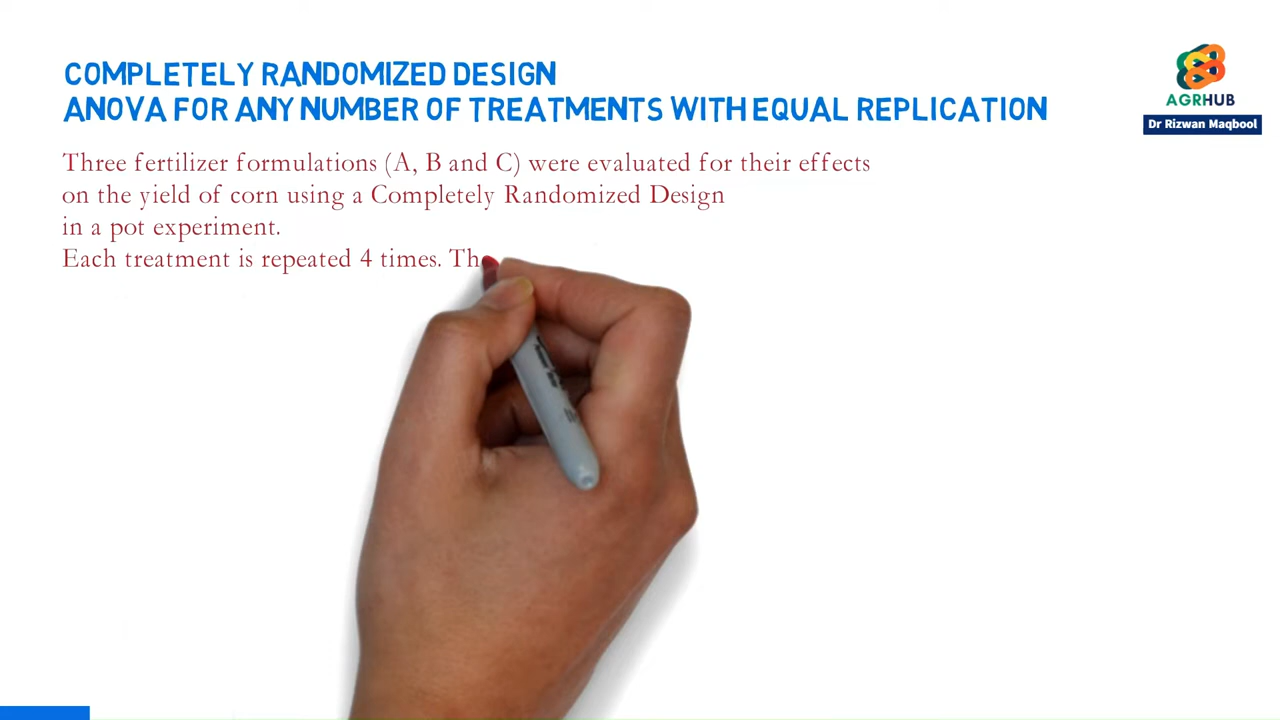 COMPLETELY RANDOMIZED DESIGN
ANOVA FOR ANY NUMBER OF TREATMENTS WITH EQUAL REPLICATION
AGRHUB
Dr Rizwan Maqbool
Three fertilizer formulations (A, B and C) were evaluated for their effects
on the yield of corn using a Completely Randomized Design
in a pot experiment.
Each treatment is repeated 4 times. Th